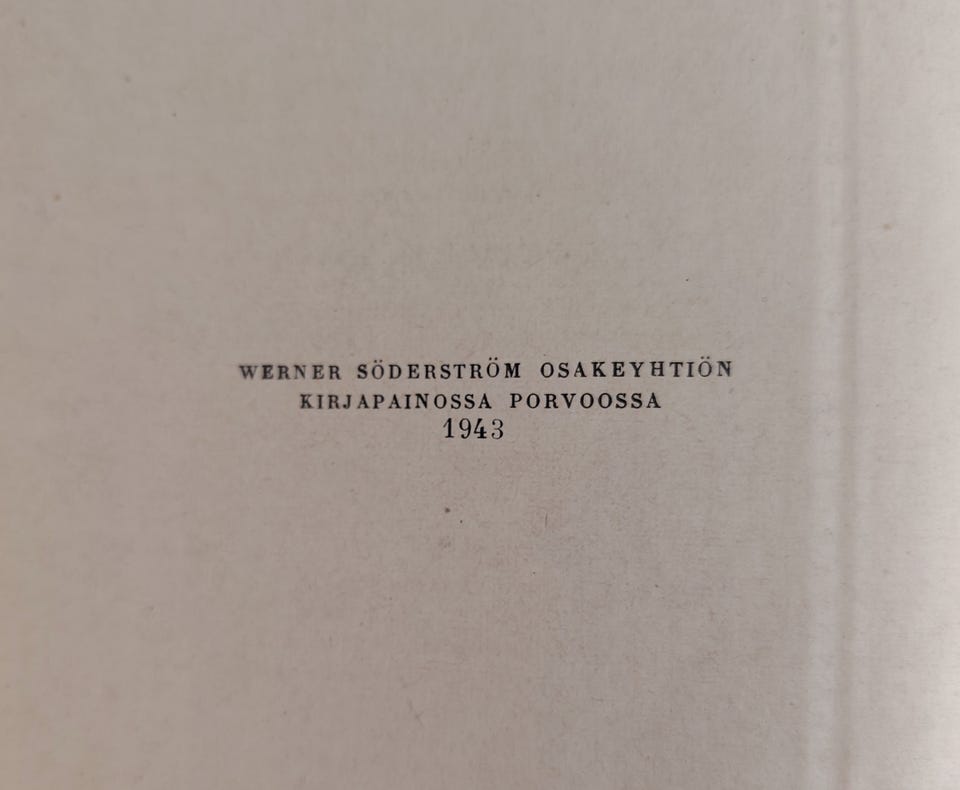 WERNER SÖDERSTRÖM OSAKEYHTIÖN
KIRJAPAINOSSA PORVOOSSA
1943